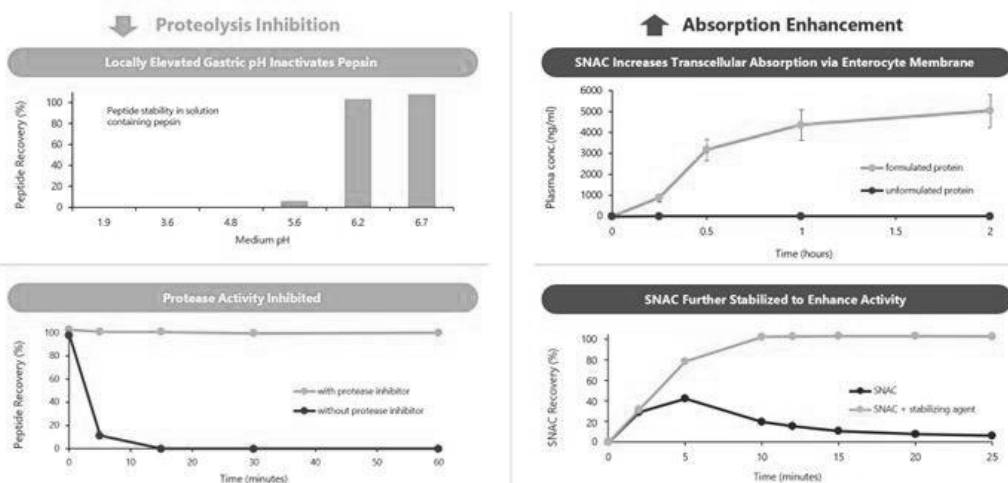 Proteolysis Inhibition
Locally Elevated Gastric pH Inactivates Pepsin
Peptide Recovery (%)
100
80
60
40
20
0
Peptide stability in solution
containing pepsin
1.9 3.6 4.8 5.6 6.2 6.7
Medium pH
Protease Activity Inhibited
Peptide Recovery (%)
100
80
60
40
20
0
with protease inhibitor
without protease inhibitor
0 10 20 30 40 50 60
Time (minutes)
Absorption Enhancement
SNAC Increases Transcellular Absorption via Enterocyte Membrane
Plasma conc.(ng/ml)
6000
5000
4000
3000
2000
1000
0
formulated protein
unformulated protein
0 0.5 1 1.5 2
Time (hours)
SNAC Further Stabilized to Enhance Activity
SNAC Recovery (%)
100
80
60
40
20
0
SNAC
SNAC + stabilizing agent
0 5 10 15 20 25
Time (minutes)